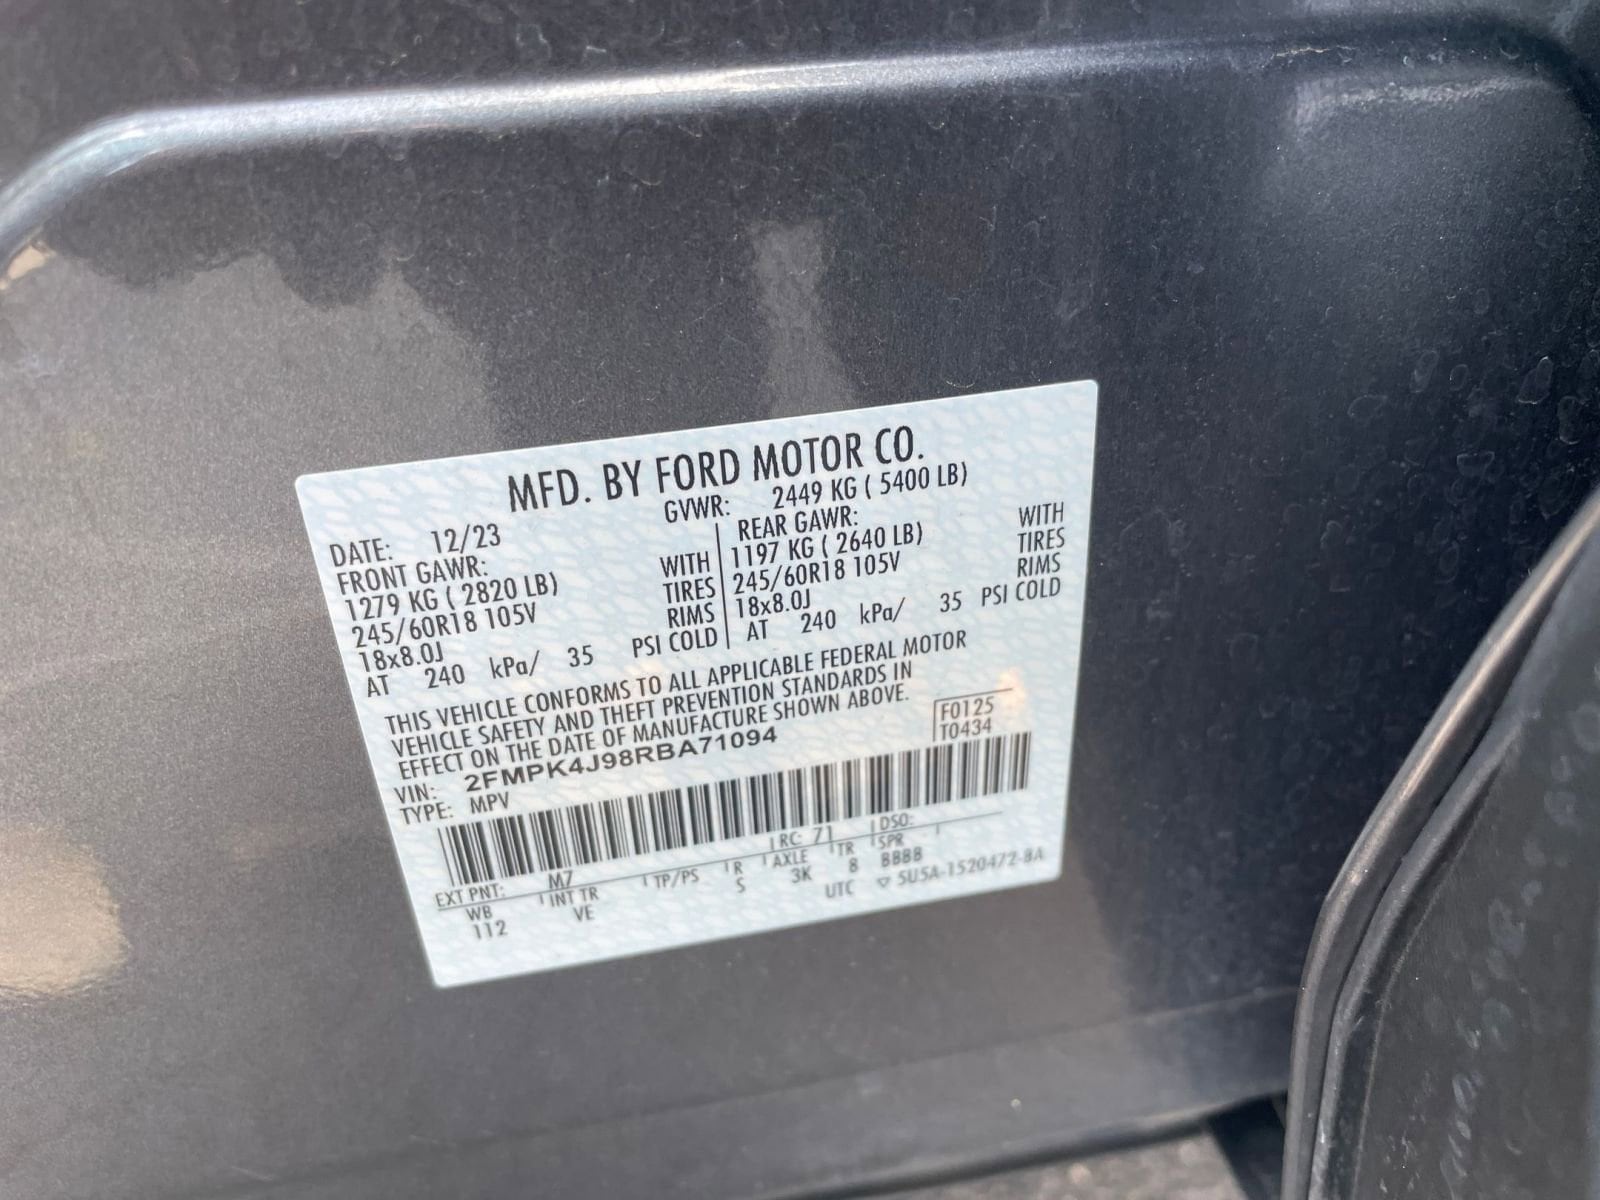 MFD. BY FORD MOTOR CO.
DATE: 12/23 GVWR: 2449 KG ( 5400 LB)
FRONT GAWR: WITH
1279 KG ( 2820 LB) TIRES
245/60R18 105V RIMS
18x8.0J
AT 240 kPa/ 35 PSI COLD
REAR GAWR: WITH
1197 KG ( 2640 LB) TIRES
245/60R18 105V RIMS
18x8.0J
AT 240 kPa/ 35 PSI COLD
THIS VEHICLE CONFORMS TO ALL APPLICABLE FEDERAL MOTOR
VEHICLE SAFETY AND THEFT PREVENTION STANDARDS IN
EFFECT ON THE DATE OF MANUFACTURE SHOWN ABOVE.
VIN: 2FMPK4J98RBA71094
TYPE: MPV
F0125
T0434
EXT PNT: M7 RC: 71 DSO:
WB INT TR TP/PS R AXLE TR SPR
112 VE S 3K 8 BBBB
UTC ▽ 5U5A-1520472-BA